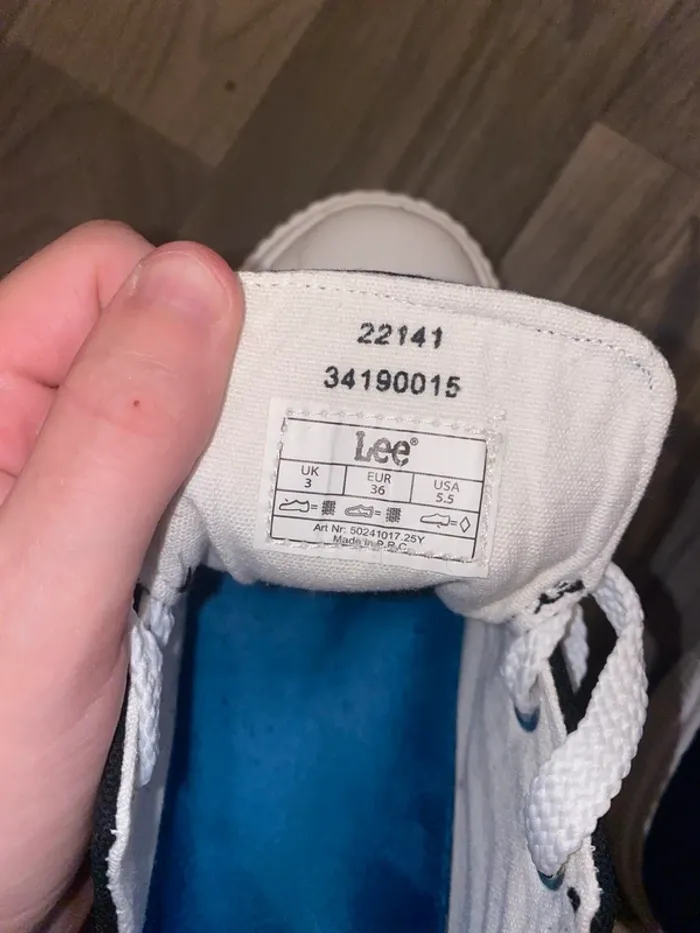 22141
34190015
Lee®
UK EUR USA
3 36 5.5
= = =
Art Nr: 50241017.25Y
Made in P.R.C.